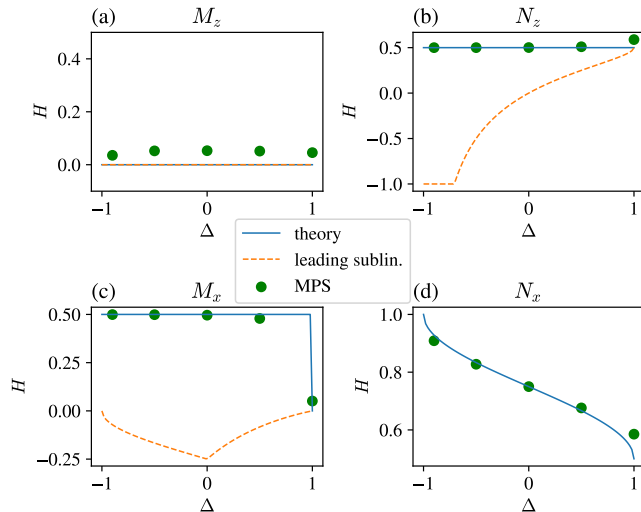 (a) M_z
0.4
0.2
0.0
H
−1 0 1
Δ
(b) N_z
0.5
0.0
−0.5
−1.0
H
−1 0 1
Δ
theory
leading sublin.
MPS
(c) M_x
0.50
0.25
0.00
−0.25
H
−1 0 1
Δ
(d) N_x
1.0
0.8
0.6
H
−1 0 1
Δ